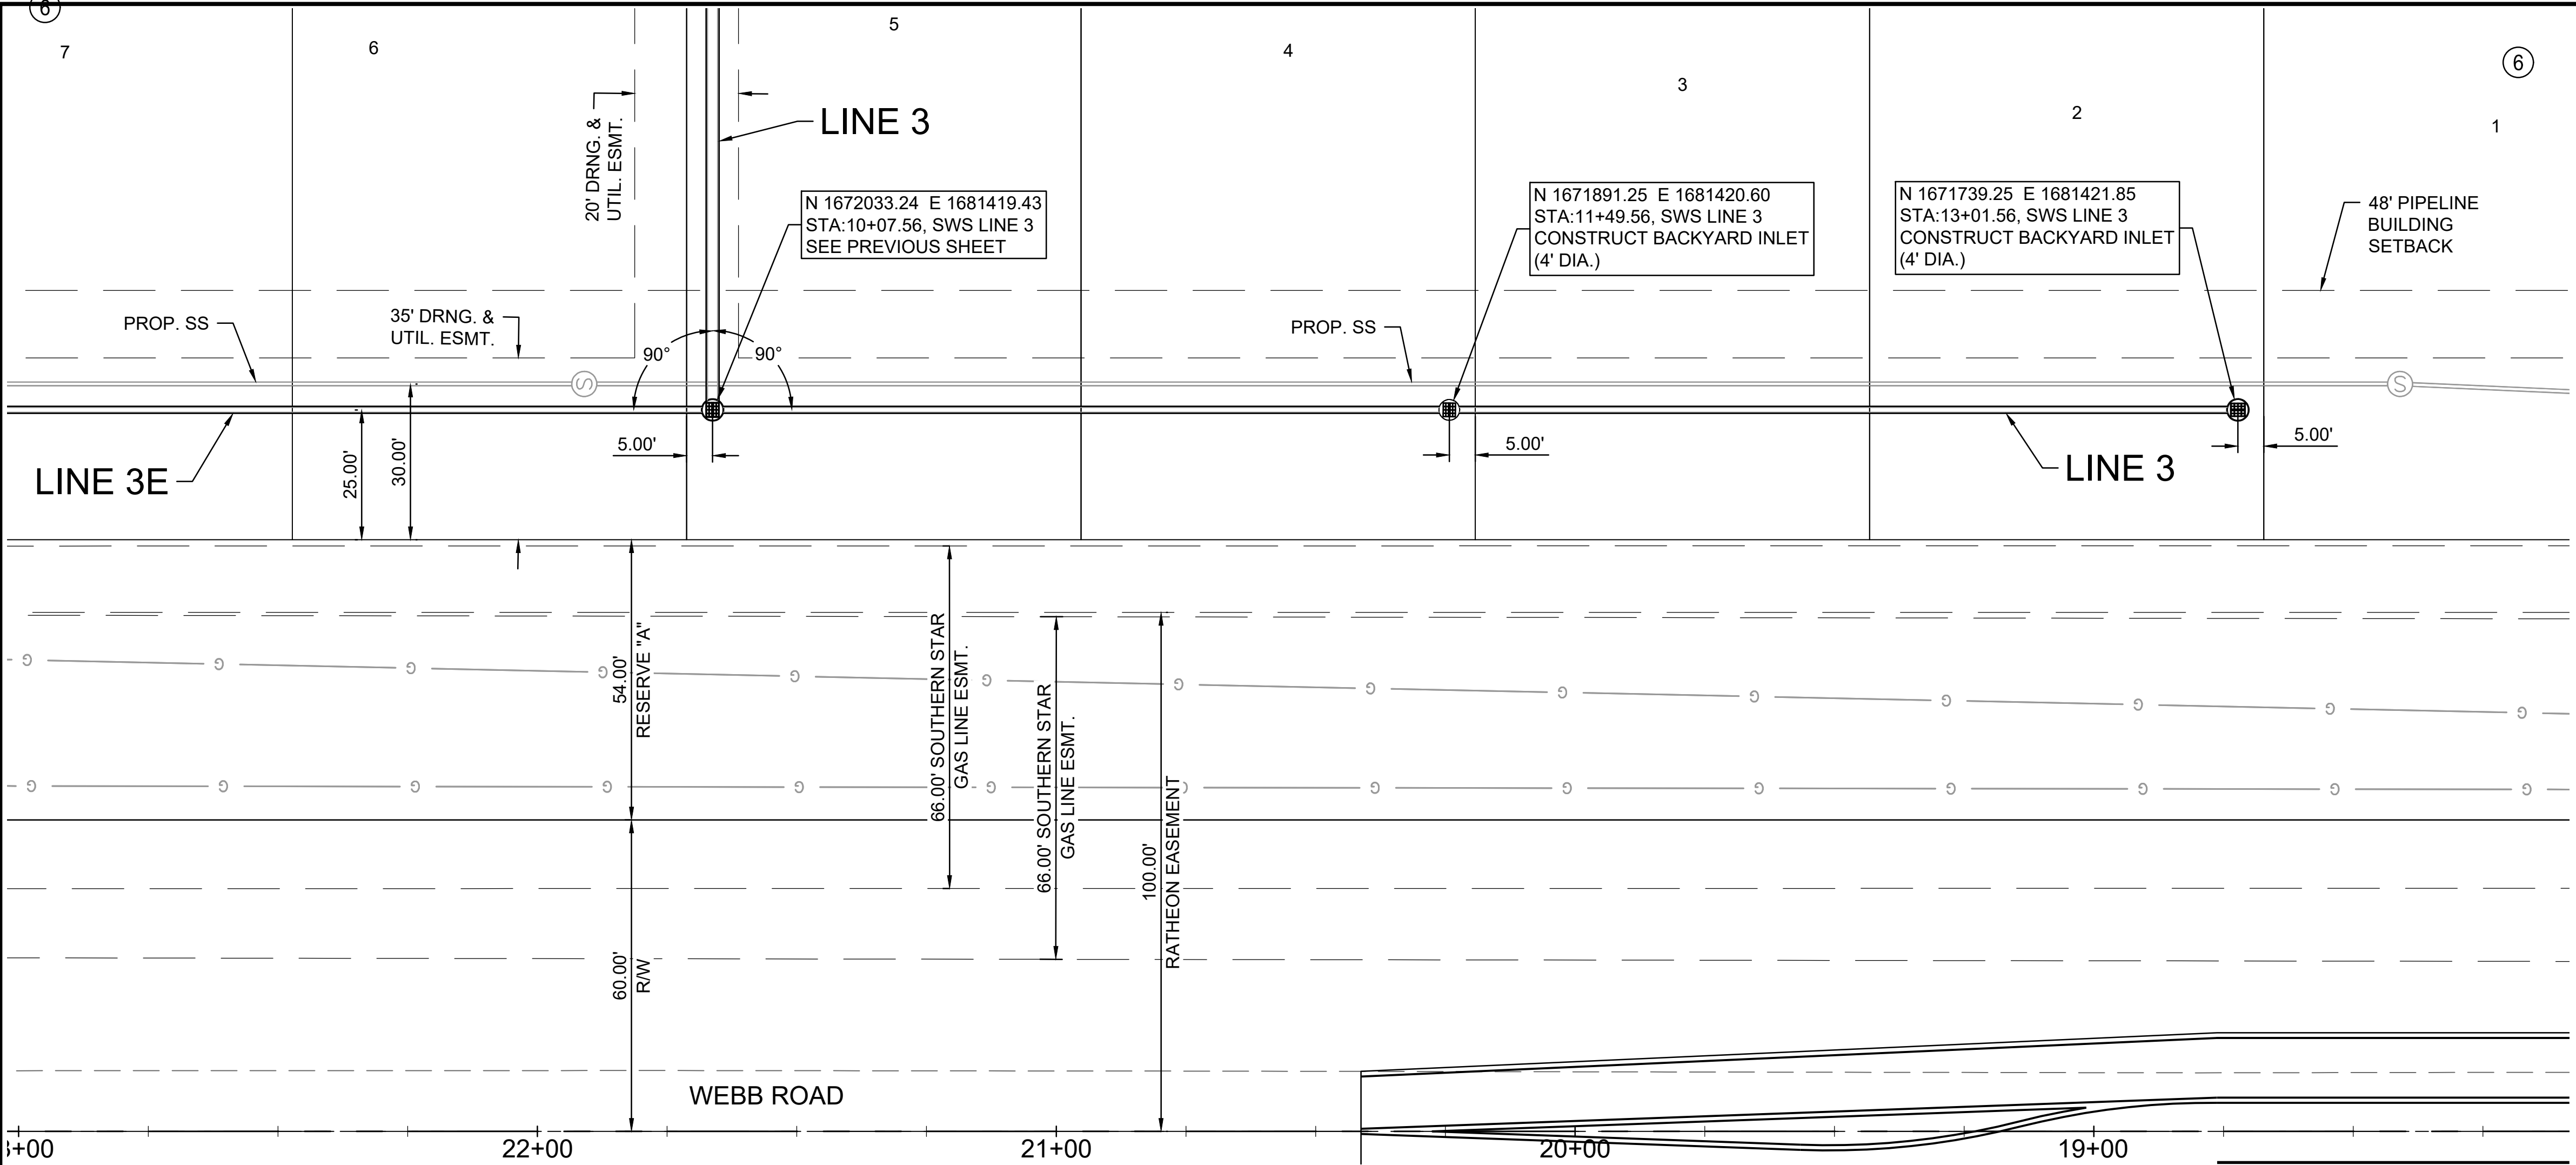 6
7
6
5
4
3
2
1
6
20' DRNG. &
UTIL. ESMT.
LINE 3
N 1672033.24 E 1681419.43
STA:10+07.56, SWS LINE 3
SEE PREVIOUS SHEET
N 1671891.25 E 1681420.60
STA:11+49.56, SWS LINE 3
CONSTRUCT BACKYARD INLET
(4' DIA.)
N 1671739.25 E 1681421.85
STA:13+01.56, SWS LINE 3
CONSTRUCT BACKYARD INLET
(4' DIA.)
48' PIPELINE
BUILDING
SETBACK
PROP. SS
35' DRNG. &
UTIL. ESMT.
90°
90°
PROP. SS
S
S
LINE 3E
25.00'
30.00'
5.00'
5.00'
LINE 3
5.00'
54.00'
RESERVE "A"
66.00' SOUTHERN STAR
GAS LINE ESMT.
66.00' SOUTHERN STAR
GAS LINE ESMT.
100.00'
RATHEON EASEMENT
G G G G G G G G G G G G G G
G G G G G G G G G G G G G G
60.00'
R/W
WEBB ROAD
+00
22+00
21+00
20+00
19+00